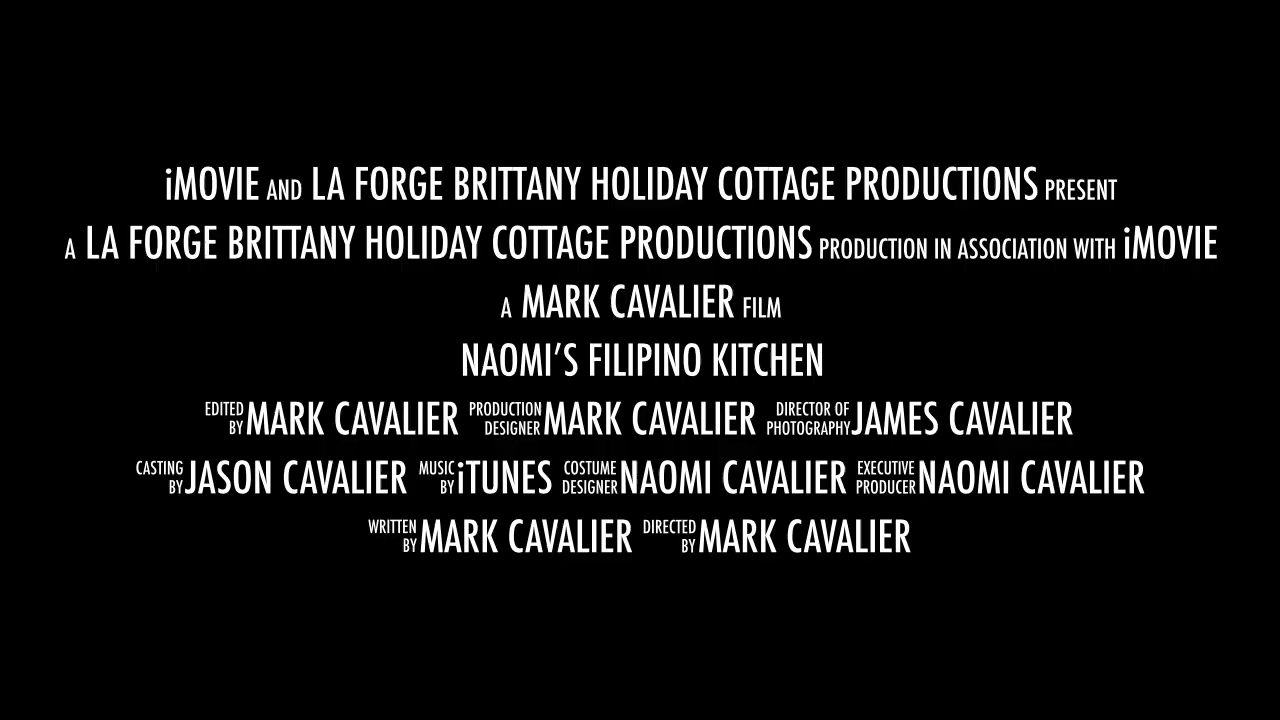 iMOVIE AND LA FORGE BRITTANY HOLIDAY COTTAGE PRODUCTIONS PRESENT
A LA FORGE BRITTANY HOLIDAY COTTAGE PRODUCTIONS PRODUCTION IN ASSOCIATION WITH iMOVIE
A MARK CAVALIER FILM
NAOMI'S FILIPINO KITCHEN
EDITED BY MARK CAVALIER PRODUCTION DESIGNER MARK CAVALIER DIRECTOR OF PHOTOGRAPHY JAMES CAVALIER
CASTING BY JASON CAVALIER MUSIC BY iTUNES COSTUME DESIGNER NAOMI CAVALIER EXECUTIVE PRODUCER NAOMI CAVALIER
WRITTEN BY MARK CAVALIER DIRECTED BY MARK CAVALIER